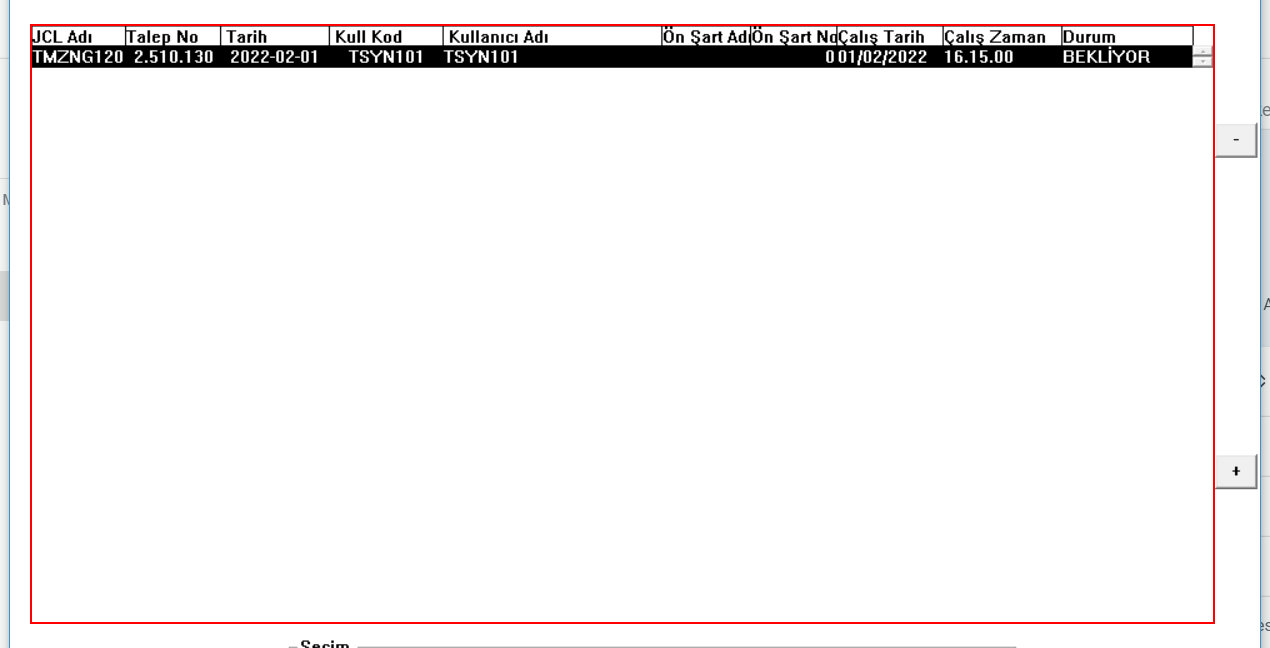 JCL Adı Talep No Tarih Kull Kod Kullanıcı Adı Ön Şart Ad Ön Şart No Çalış Tarih Çalış Zaman Durum
TMZNG120 2.510.130 2022-02-01 TSYN101 TSYN101 0 01/02/2022 16.15.00 BEKLİYOR
-
+
Seçim